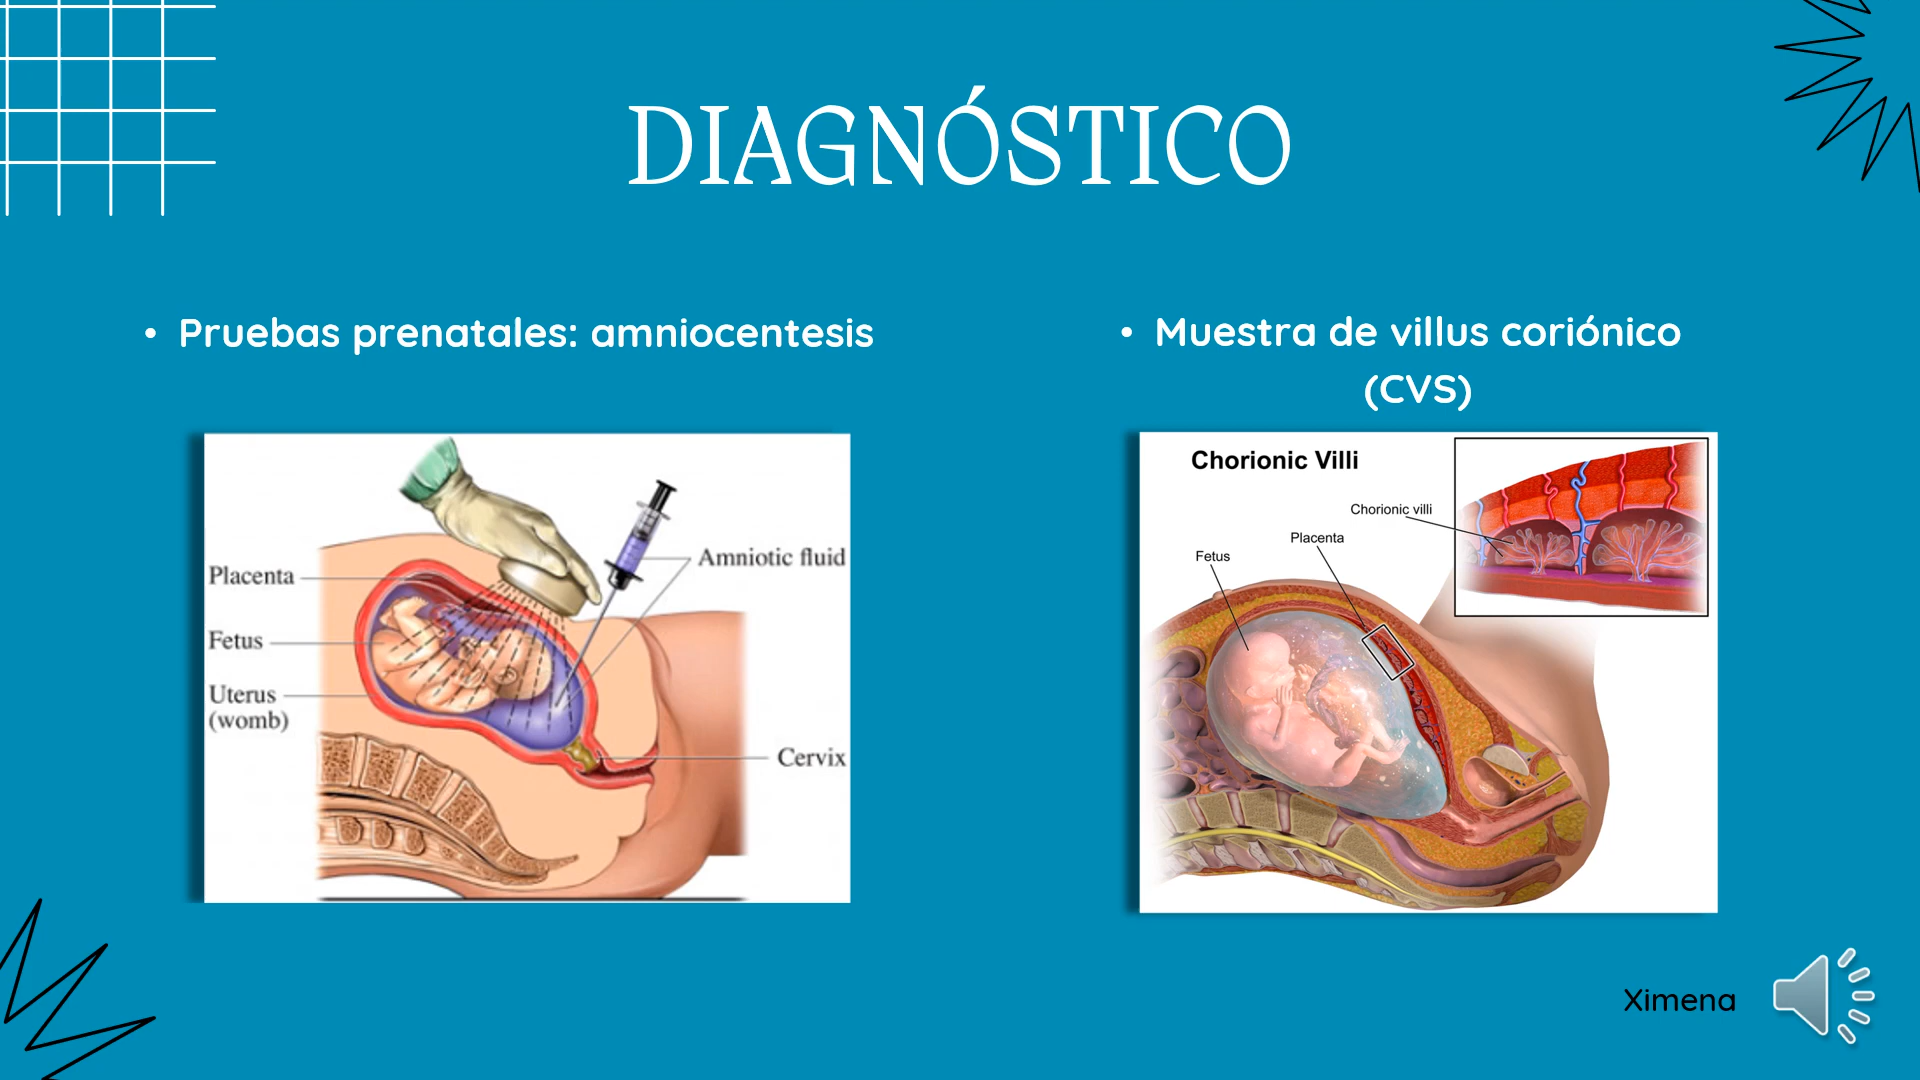 DIAGNÓSTICO
• Pruebas prenatales: amniocentesis
Placenta
Fetus
Uterus
(womb)
Amniotic fluid
Cervix
• Muestra de villus coriónico
(CVS)
Chorionic Villi
Chorionic villi
Placenta
Fetus
Ximena